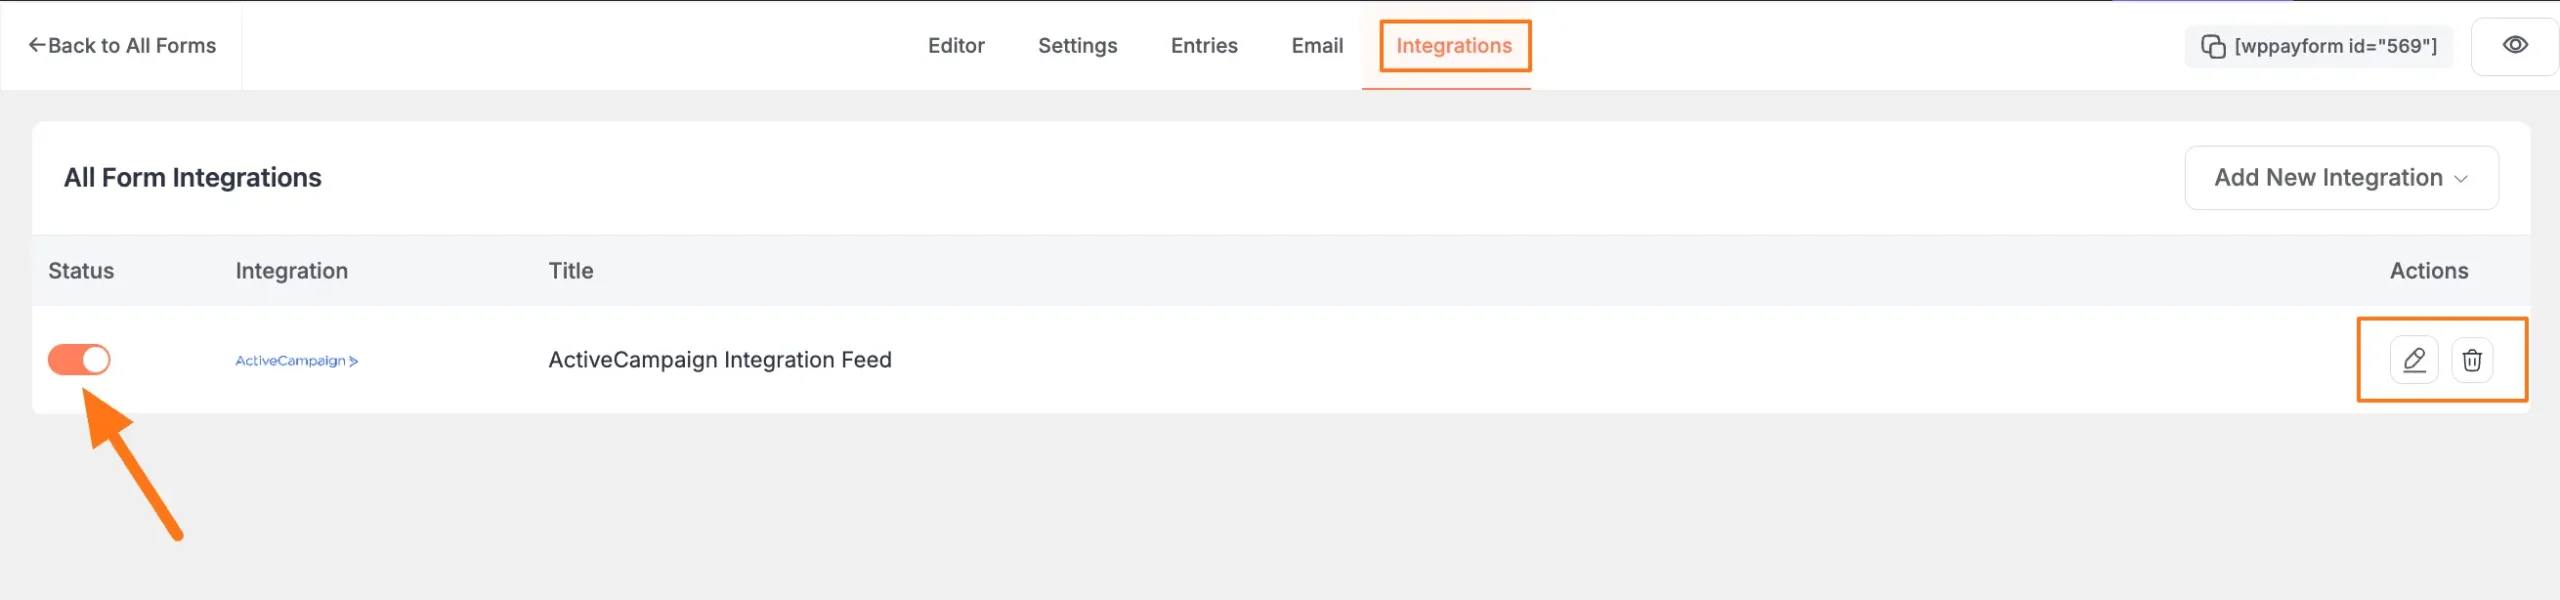 ←Back to All Forms
Editor Settings Entries Email Integrations
[wppayform id="569"]
All Form Integrations
Add New Integration
Status Integration Title Actions
ActiveCampaign > ActiveCampaign Integration Feed